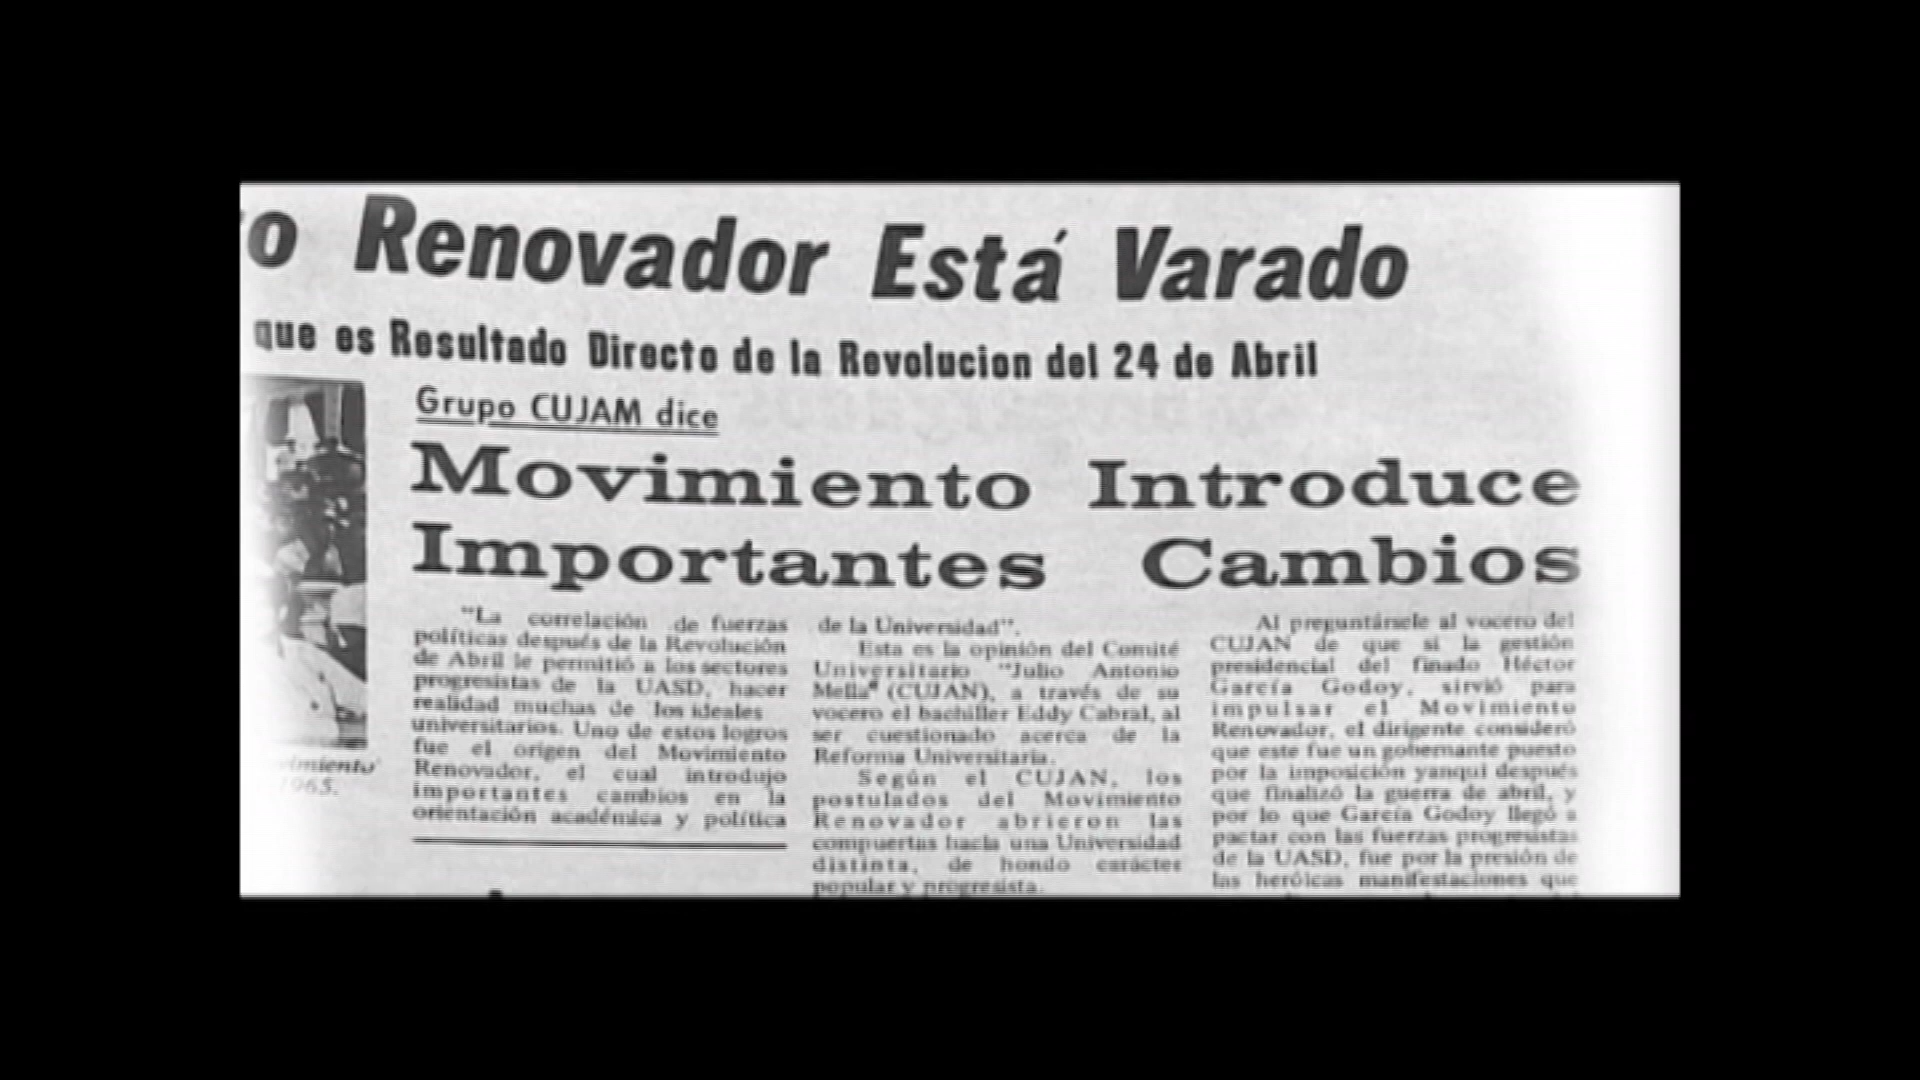 o Renovador Está Varado
que es Resultado Directo de la Revolucion del 24 de Abril
Grupo CUJAM dice
Movimiento Introduce
Importantes Cambios
"La correlación de fuerzas
políticas después de la Revolución
de Abril le permitió a los sectores
progresistas de la UASD, hacer
realidad muchas de los ideales
universitarios. Uno de estos logros
fue el origen del Movimiento
Renovador, el cual introdujo
importantes cambios en la
orientación académica y política
de la Universidad".
Esta es la opinión del Comité
Universitario "Julio Antonio
Mella" (CUJAN), a través de su
vocero el bachiller Eddy Cabral, al
ser cuestionado acerca de la
Reforma Universitaria.
Según el CUJAN, los
postulados del Movimiento
Renovador abrieron las
compuertas hacia una Universidad
distinta, de hondo carácter
popular y progresista.
Al preguntársele al vocero del
CUJAN de que si la gestión
presidencial del finado Héctor
García Godoy, sirvió para
impulsar el Movimiento
Renovador, el dirigente consideró
que este fue un gobernante puesto
por la imposición yanqui después
que finalizó la guerra de abril, y
por lo que García Godoy llegó a
pactar con las fuerzas progresistas
de la UASD, fue por la presión de
las heróicas manifestaciones que
vimiento
1965.